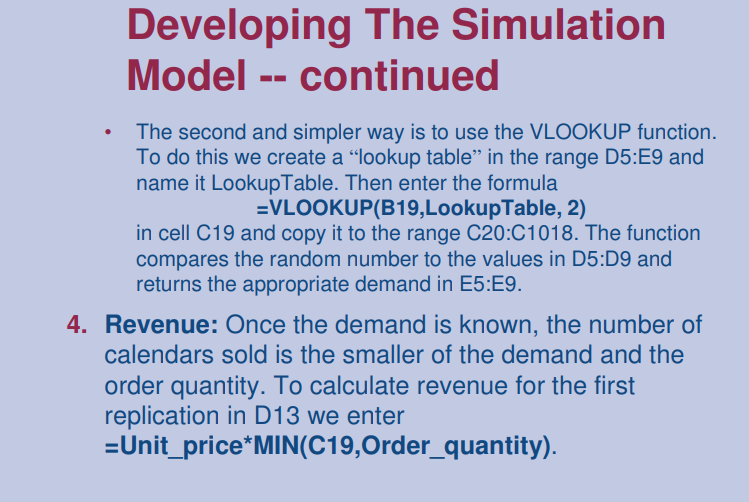 Developing The Simulation
Model -- continued
• The second and simpler way is to use the VLOOKUP function.
To do this we create a “lookup table” in the range D5:E9 and
name it LookupTable. Then enter the formula
=VLOOKUP(B19,LookupTable, 2)
in cell C19 and copy it to the range C20:C1018. The function
compares the random number to the values in D5:D9 and
returns the appropriate demand in E5:E9.
4. Revenue: Once the demand is known, the number of
calendars sold is the smaller of the demand and the
order quantity. To calculate revenue for the first
replication in D13 we enter
=Unit_price*MIN(C19,Order_quantity).